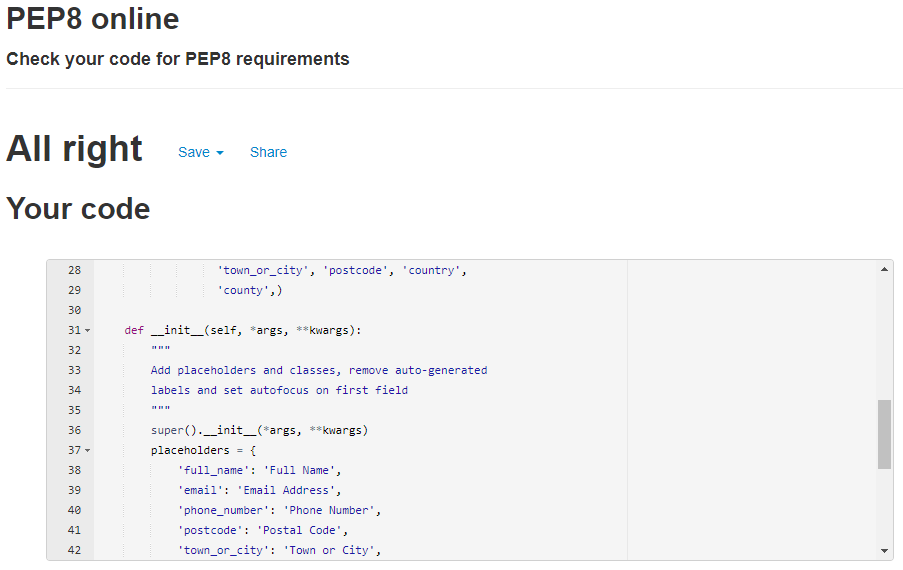 PEP8 online
Check your code for PEP8 requirements
All right Save Share
Your code
28 'town_or_city', 'postcode', 'country',
29 'county',)
30
31 def __init__(self, *args, **kwargs):
32 """
33 Add placeholders and classes, remove auto-generated
34 labels and set autofocus on first field
35 """
36 super().__init__(*args, **kwargs)
37 placeholders = {
38 'full_name': 'Full Name',
39 'email': 'Email Address',
40 'phone_number': 'Phone Number',
41 'postcode': 'Postal Code',
42 'town_or_city': 'Town or City',